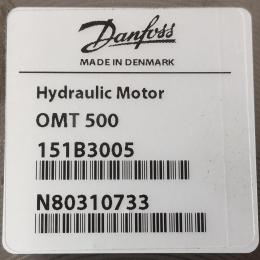 Danfoss
MADE IN DENMARK
Hydraulic Motor
OMT 500
151B3005
N80310733